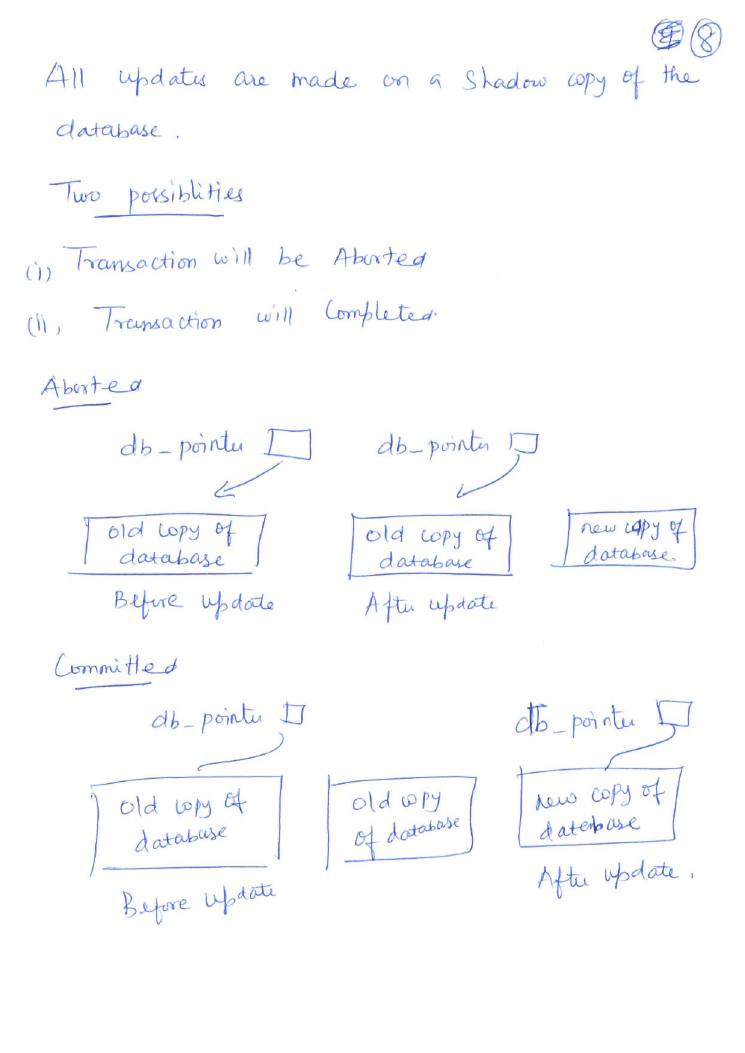 8
All updates are made on a Shadow copy of the
database.
Two possiblities
(i) Transaction will be Aborted
(ii, Transaction will Completed.
Aborted
db_pointer db_pointer
old copy of old copy of new copy of
database database database
Before update After update
Committed
db_pointer db_pointer
old copy of old copy new copy of
database of database database
Before update After update.